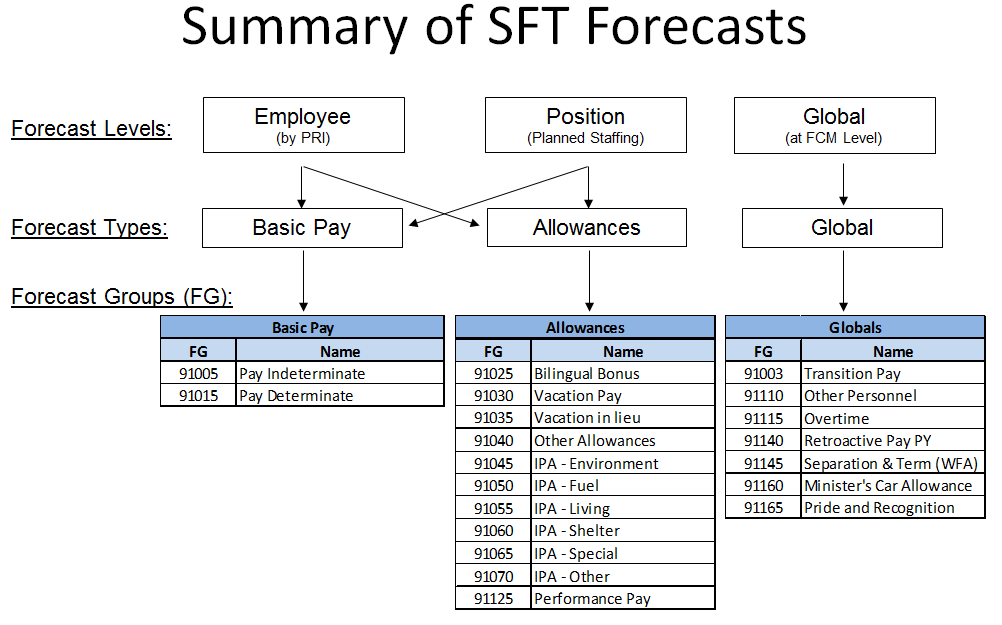 Summary of SFT Forecasts
Forecast Levels:
Employee
(by PRI)
Position
(Planned Staffing)
Global
(at FCM Level)
Forecast Types:
Basic Pay
Allowances
Global
Forecast Groups (FG):
Basic Pay
FG Name
91005 Pay Indeterminate
91015 Pay Determinate
Allowances
FG Name
91025 Bilingual Bonus
91030 Vacation Pay
91035 Vacation in lieu
91040 Other Allowances
91045 IPA - Environment
91050 IPA - Fuel
91055 IPA - Living
91060 IPA - Shelter
91065 IPA - Special
91070 IPA - Other
91125 Performance Pay
Globals
FG Name
91003 Transition Pay
91110 Other Personnel
91115 Overtime
91140 Retroactive Pay PY
91145 Separation & Term (WFA)
91160 Minister's Car Allowance
91165 Pride and Recognition